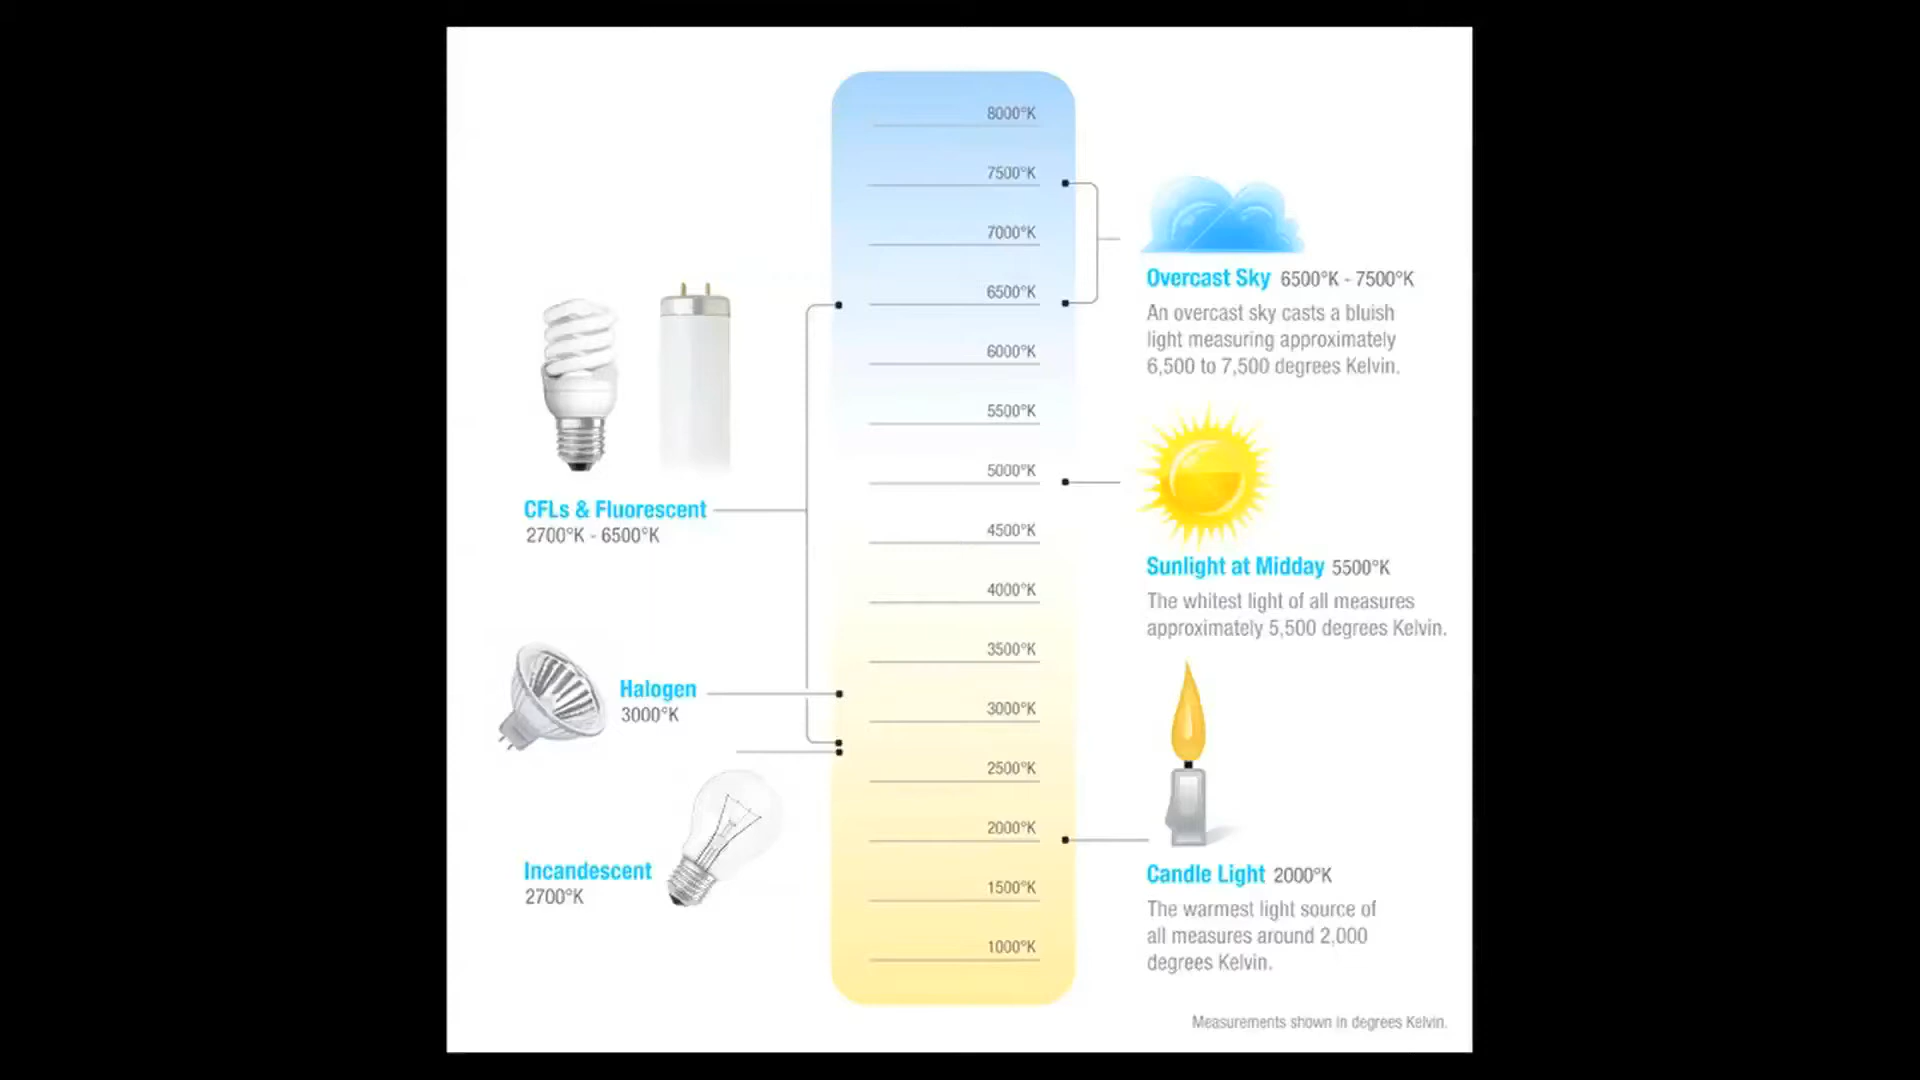 8000°K
7500°K
7000°K
6500°K
6000°K
5500°K
5000°K
4500°K
4000°K
3500°K
3000°K
2500°K
2000°K
1500°K
1000°K
CFLs & Fluorescent
2700°K - 6500°K
Halogen
3000°K
Incandescent
2700°K
Overcast Sky 6500°K - 7500°K
An overcast sky casts a bluish
light measuring approximately
6,500 to 7,500 degrees Kelvin.
Sunlight at Midday 5500°K
The whitest light of all measures
approximately 5,500 degrees Kelvin.
Candle Light 2000°K
The warmest light source of
all measures around 2,000
degrees Kelvin.
Measurements shown in degrees Kelvin.